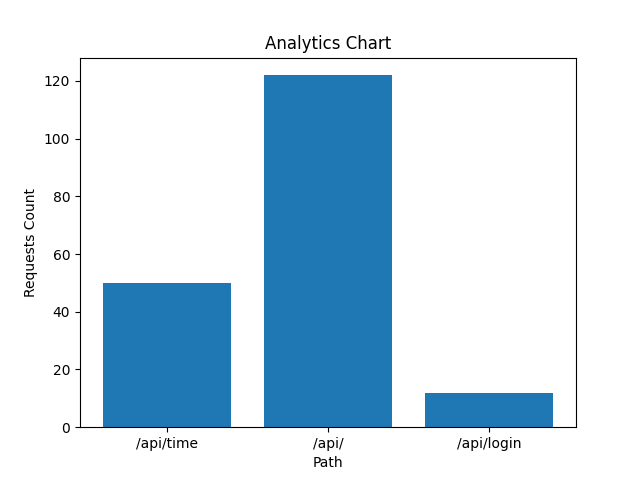 Analytics Chart
Requests Count
120
100
80
60
40
20
0
/api/time
/api/
/api/login
Path